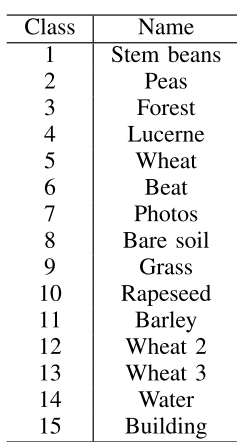 Class Name
1 Stem beans
2 Peas
3 Forest
4 Lucerne
5 Wheat
6 Beat
7 Photos
8 Bare soil
9 Grass
10 Rapeseed
11 Barley
12 Wheat 2
13 Wheat 3
14 Water
15 Building